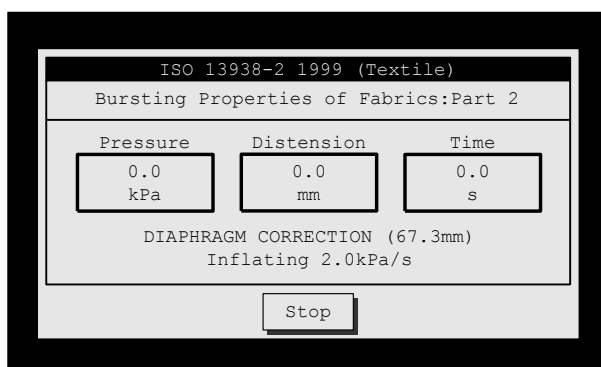 ISO 13938-2 1999 (Textile)
Bursting Properties of Fabrics:Part 2
Pressure Distension Time
0.0 0.0 0.0
kPa mm s
DIAPHRAGM CORRECTION (67.3mm)
Inflating 2.0kPa/s
Stop